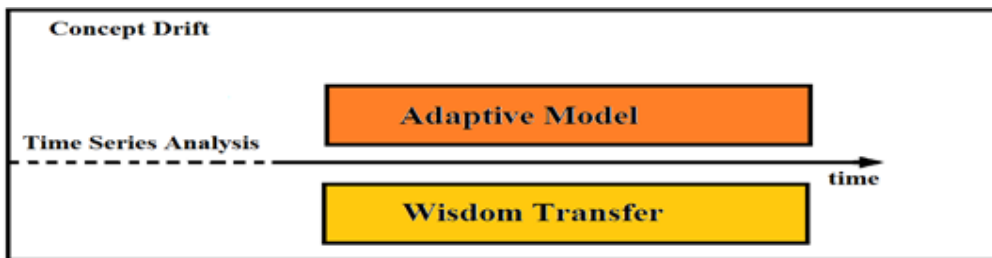 Concept Drift
Adaptive Model
Time Series Analysis
time
Wisdom Transfer